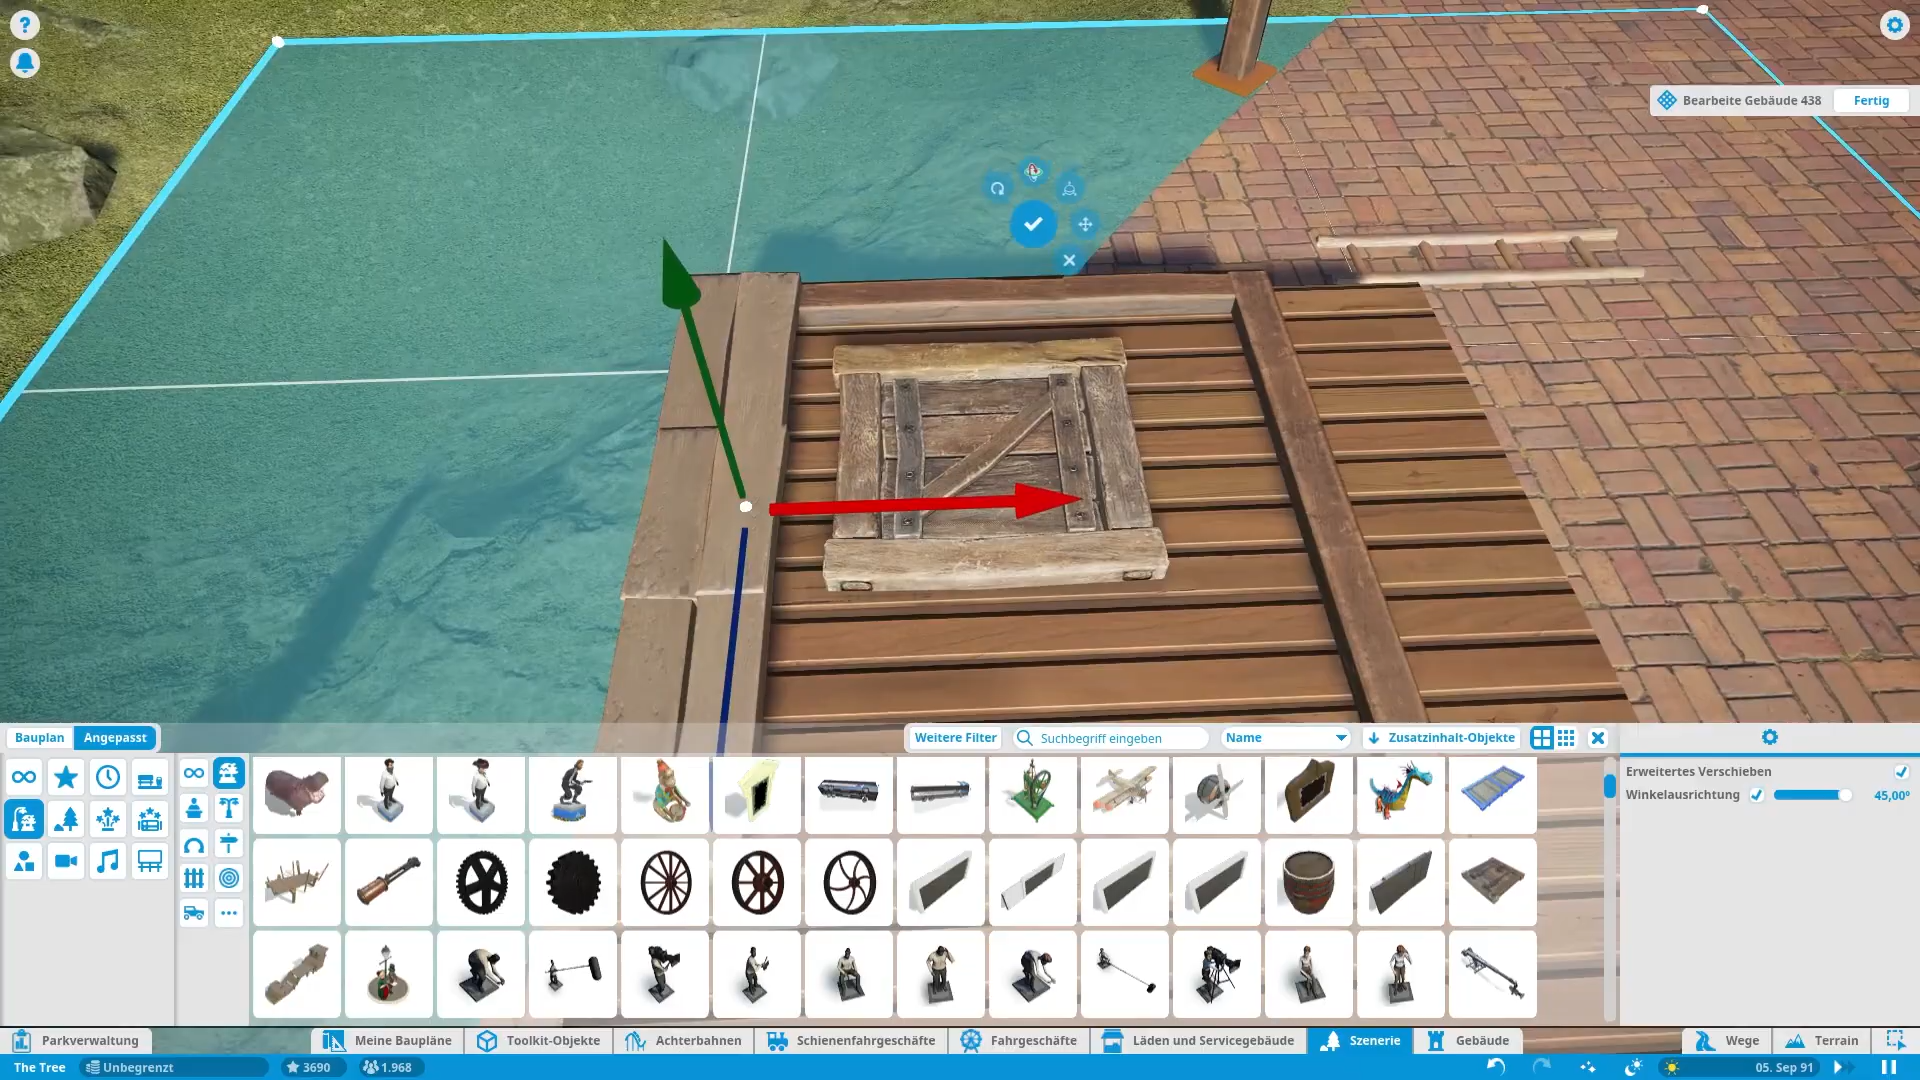 Bearbeite Gebäude 438
Fertig
Bauplan
Angepasst
Weitere Filter
Suchbegriff eingeben
Name
Zusatzinhalt-Objekte
Erweitertes Verschieben
Winkelausrichtung
45,00°
Parkverwaltung
Meine Baupläne
Toolkit-Objekte
Achterbahnen
Schienenfahrgeschäfte
Fahrgeschäfte
Läden und Servicegebäude
Szenerie
Gebäude
Wege
Terrain
The Tree
Unbegrenzt
3690
1.968
05. Sep 91